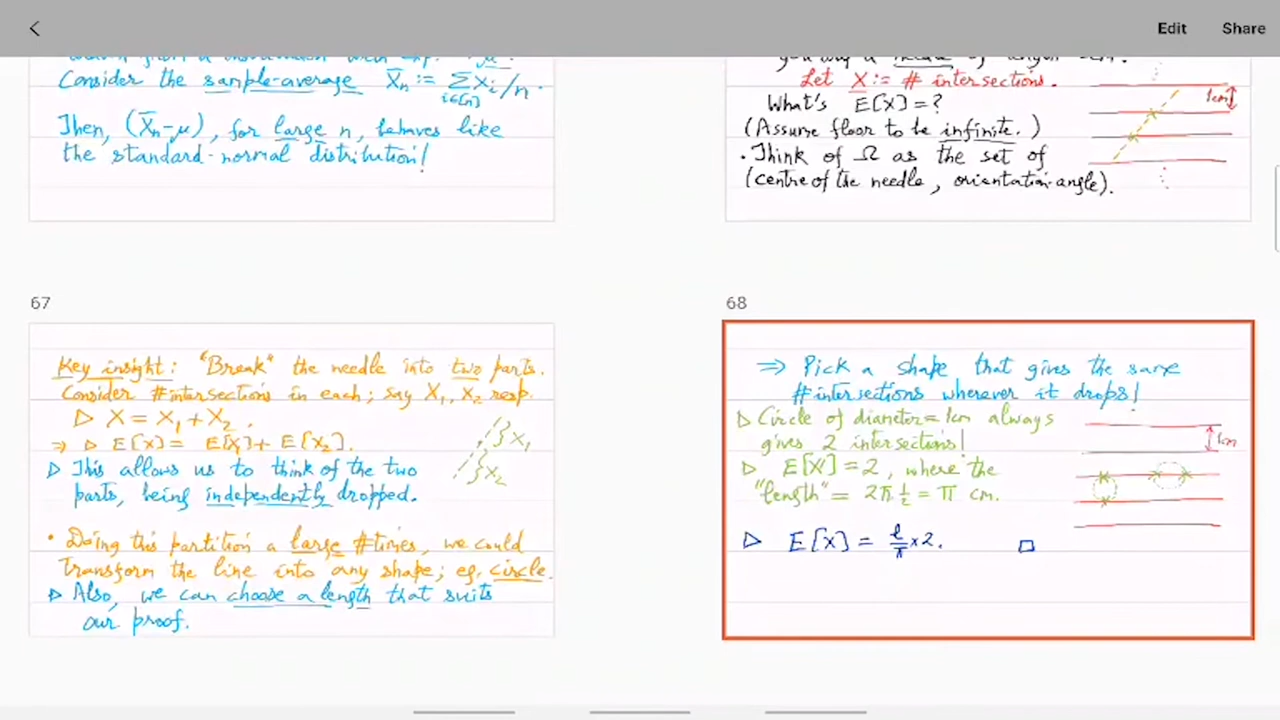 Edit Share
Consider the sample-average X̄n := Σ Xi/n.
i∈[n]
Then, (X̄n-μ), for large n, behaves like
the standard-normal distribution!
Let X := # intersections.
What's E[X]=?
(Assume floor to be infinite.)
• Think of Ω as the set of
(centre of the needle, orientation-angle).
1cm
67
Key insight: "Break" the needle into two parts.
Consider #intersections in each; say X1, X2 resp.
▷ X = X1 + X2.
⇒ ▷ E[X] = E[X1] + E[X2].
▷ This allows us to think of the two
parts, being independently dropped.
}X1
}X2
• Doing this partition a large #times, we could
transform the line into any shape; eg. circle.
▷ Also, we can choose a length that suits
our proof.
68
⇒ Pick a shape that gives the same
#intersections wherever it drops!
▷ Circle of diameter=1cm always
gives 2 intersections!
▷ E[X']=2, where the
"length" = 2π½ = π cm.
1cm
▷ E[X] = ℓ/π×2. □